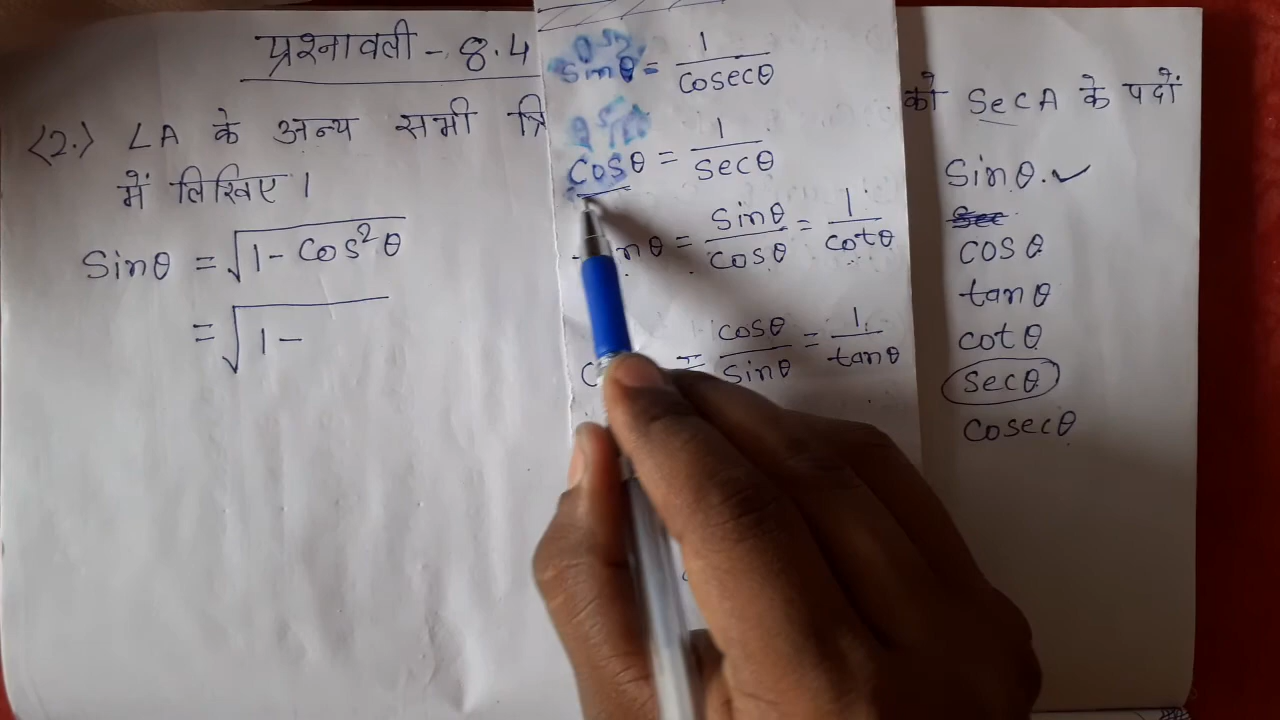 प्रश्नावली - 8.4
<2.> ∠A के अन्य सभी त्रि
को SecA के पदों
में लिखिए।
Sinθ = √1 - Cos²θ
= √1 -
Sinθ = 1/Cosecθ
Cosθ = 1/secθ
nθ = Sinθ/Cosθ = 1/Cotθ
= Cosθ/Sinθ = 1/tanθ
Sinθ. ✓
Cosθ
tanθ
Cotθ
Secθ
Cosecθ